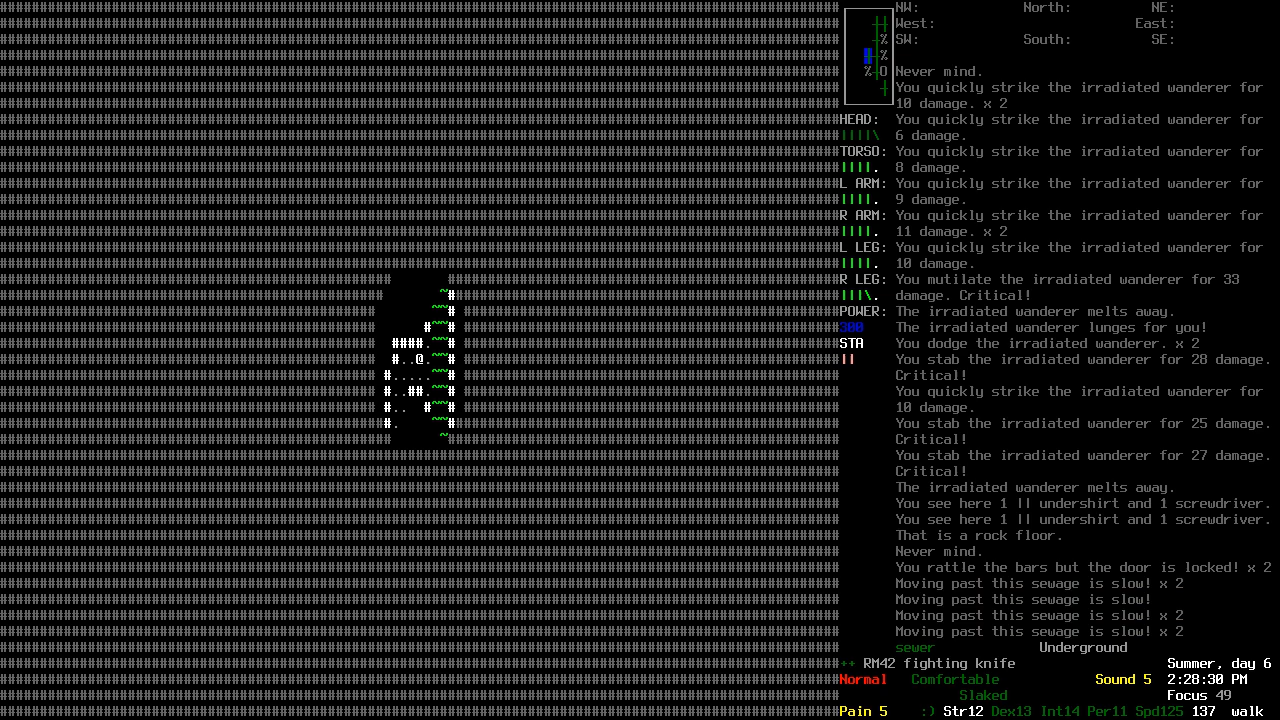 NW: North: NE:
West: East:
SW: South: SE:
Never mind.
You quickly strike the irradiated wanderer for
10 damage. x 2
HEAD: You quickly strike the irradiated wanderer for
||||\ 6 damage.
TORSO: You quickly strike the irradiated wanderer for
||||. 8 damage.
L ARM: You quickly strike the irradiated wanderer for
||||. 9 damage.
R ARM: You quickly strike the irradiated wanderer for
||||. 11 damage. x 2
L LEG: You quickly strike the irradiated wanderer for
||||. 10 damage.
R LEG: You mutilate the irradiated wanderer for 33
|||\. damage. Critical!
POWER: The irradiated wanderer melts away.
300 The irradiated wanderer lunges for you!
STA You dodge the irradiated wanderer. x 2
|| You stab the irradiated wanderer for 28 damage.
Critical!
You quickly strike the irradiated wanderer for
10 damage.
You stab the irradiated wanderer for 25 damage.
Critical!
You stab the irradiated wanderer for 27 damage.
Critical!
The irradiated wanderer melts away.
You see here 1 || undershirt and 1 screwdriver.
You see here 1 || undershirt and 1 screwdriver.
That is a rock floor.
Never mind.
You rattle the bars but the door is locked! x 2
Moving past this sewage is slow! x 2
Moving past this sewage is slow!
Moving past this sewage is slow! x 2
Moving past this sewage is slow! x 2
sewer Underground
++ RM42 fighting knife Summer, day 6
Normal Comfortable Sound 5 2:28:30 PM
Slaked Focus 49
Pain 5 :) Str12 Dex13 Int14 Per11 Spd125 137 walk